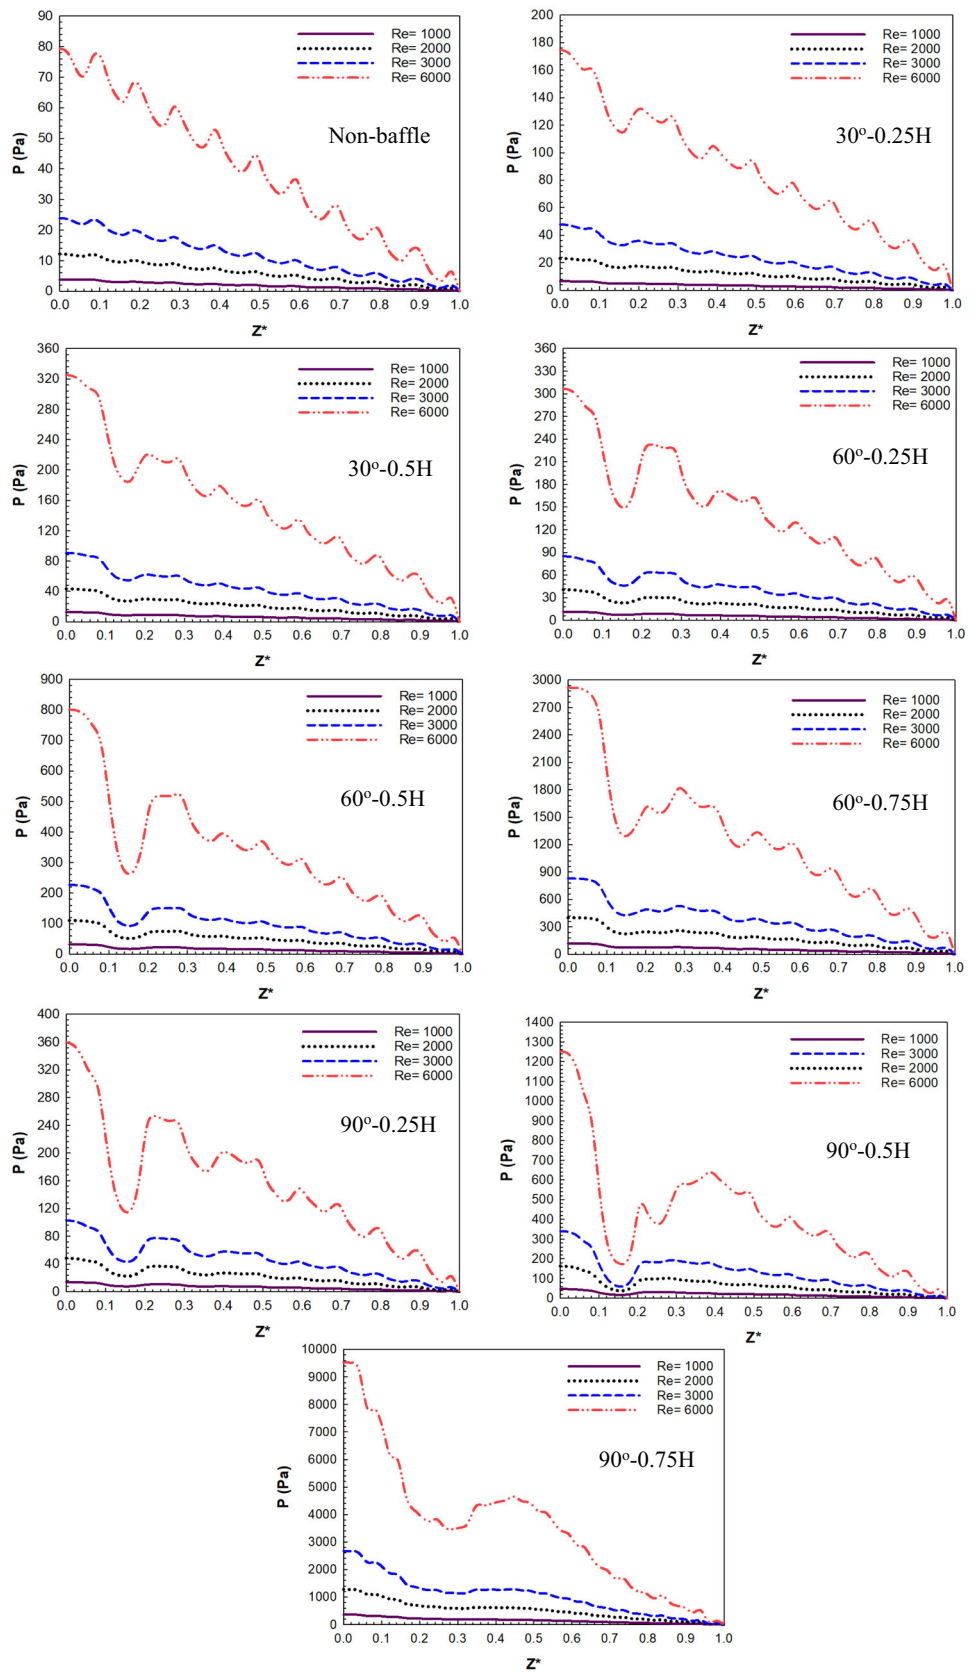 90
80
70
60
50
40
30
20
10
0
P (Pa)
Re= 1000
Re= 2000
Re= 3000
Re= 6000
Non-baffle
0.0 0.1 0.2 0.3 0.4 0.5 0.6 0.7 0.8 0.9 1.0
Z*
200
180
160
140
120
100
80
60
40
20
0
P (Pa)
Re= 1000
Re= 2000
Re= 3000
Re= 6000
30º-0.25H
0.0 0.1 0.2 0.3 0.4 0.5 0.6 0.7 0.8 0.9 1.0
Z*
360
320
280
240
200
160
120
80
40
0
P (Pa)
Re= 1000
Re= 2000
Re= 3000
Re= 6000
30º-0.5H
0.0 0.1 0.2 0.3 0.4 0.5 0.6 0.7 0.8 0.9 1.0
Z*
360
330
300
270
240
210
180
150
120
90
60
30
0
P (Pa)
Re= 1000
Re= 2000
Re= 3000
Re= 6000
60º-0.25H
0.0 0.1 0.2 0.3 0.4 0.5 0.6 0.7 0.8 0.9 1.0
Z*
900
800
700
600
500
400
300
200
100
0
P (Pa)
Re= 1000
Re= 2000
Re= 3000
Re= 6000
60º-0.5H
0.0 0.1 0.2 0.3 0.4 0.5 0.6 0.7 0.8 0.9 1.0
Z*
3000
2700
2400
2100
1800
1500
1200
900
600
300
0
P (Pa)
Re= 1000
Re= 2000
Re= 3000
Re= 6000
60º-0.75H
0.0 0.1 0.2 0.3 0.4 0.5 0.6 0.7 0.8 0.9 1.0
Z*
400
360
320
280
240
200
160
120
80
40
0
P (Pa)
Re= 1000
Re= 2000
Re= 3000
Re= 6000
90º-0.25H
0.0 0.1 0.2 0.3 0.4 0.5 0.6 0.7 0.8 0.9 1.0
Z*
1400
1300
1200
1100
1000
900
800
700
600
500
400
300
200
100
0
P (Pa)
Re= 1000
Re= 3000
Re= 2000
Re= 6000
90º-0.5H
0.0 0.1 0.2 0.3 0.4 0.5 0.6 0.7 0.8 0.9 1.0
Z*
10000
9000
8000
7000
6000
5000
4000
3000
2000
1000
0
P (Pa)
Re= 1000
Re= 2000
Re= 3000
Re= 6000
90º-0.75H
0.0 0.1 0.2 0.3 0.4 0.5 0.6 0.7 0.8 0.9 1.0
Z*